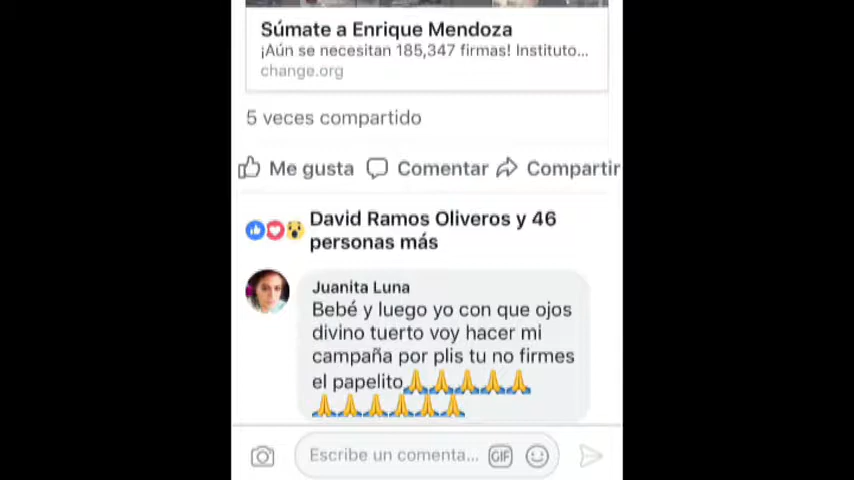 Súmate a Enrique Mendoza
¡Aún se necesitan 185,347 firmas! Instituto...
change.org
5 veces compartido
Me gusta Comentar Compartir
David Ramos Oliveros y 46
personas más
Juanita Luna
Bebé y luego yo con que ojos
divino tuerto voy hacer mi
campaña por plis tu no firmes
el papelito🙏🙏🙏🙏🙏
🙏🙏🙏🙏🙏🙏
Escribe un comenta... GIF